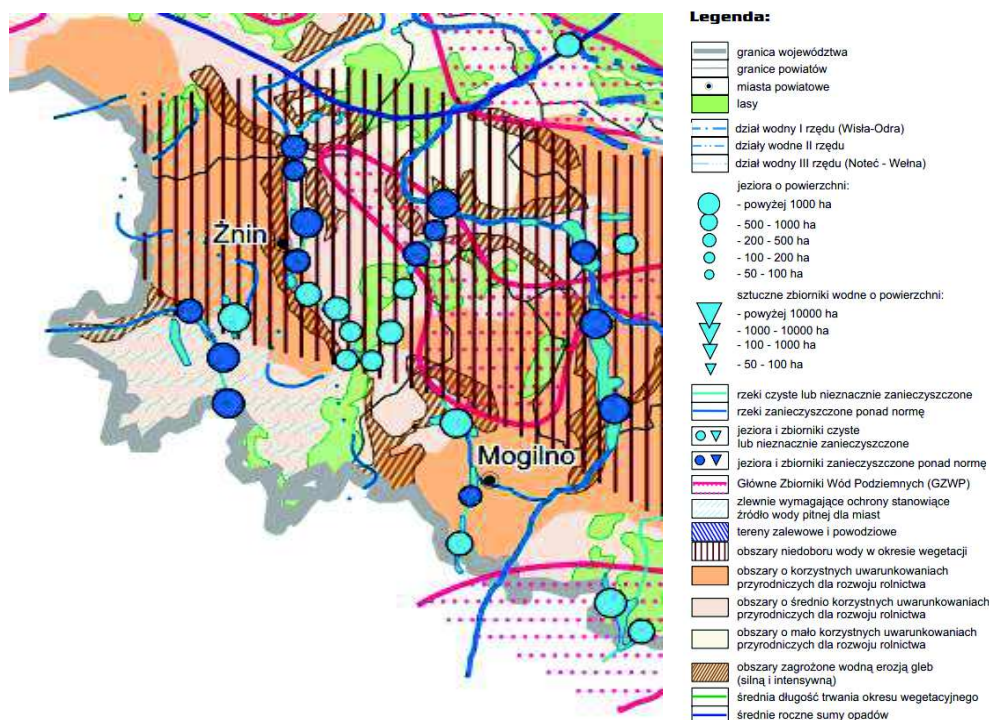 Legenda:
granica województwa
granice powiatów
miasta powiatowe
lasy
dział wodny I rzędu (Wisła-Odra)
działy wodne II rzędu
dział wodny III rzędu (Noteć - Wełna)
jeziora o powierzchni:
- powyżej 1000 ha
- 500 - 1000 ha
- 200 - 500 ha
- 100 - 200 ha
- 50 - 100 ha
sztuczne zbiorniki wodne o powierzchni:
- powyżej 10000 ha
- 1000 - 10000 ha
- 100 - 1000 ha
- 50 - 100 ha
rzeki czyste lub nieznacznie zanieczyszczone
rzeki zanieczyszczone ponad normę
jeziora i zbiorniki czyste
lub nieznacznie zanieczyszczone
jeziora i zbiorniki zanieczyszczone ponad normę
Główne Zbiorniki Wód Podziemnych (GZWP)
zlewnie wymagające ochrony stanowiące
źródło wody pitnej dla miast
tereny zalewowe i powodziowe
obszary niedoboru wody w okresie wegetacji
obszary o korzystnych uwarunkowaniach
przyrodniczych dla rozwoju rolnictwa
obszary o średnio korzystnych uwarunkowaniach
przyrodniczych dla rozwoju rolnictwa
obszary o mało korzystnych uwarunkowaniach
przyrodniczych dla rozwoju rolnictwa
obszary zagrożone wodną erozją gleb
(silną i intensywną)
średnia długość trwania okresu wegetacyjnego
średnie roczne sumy opadów
Żnin
Mogilno